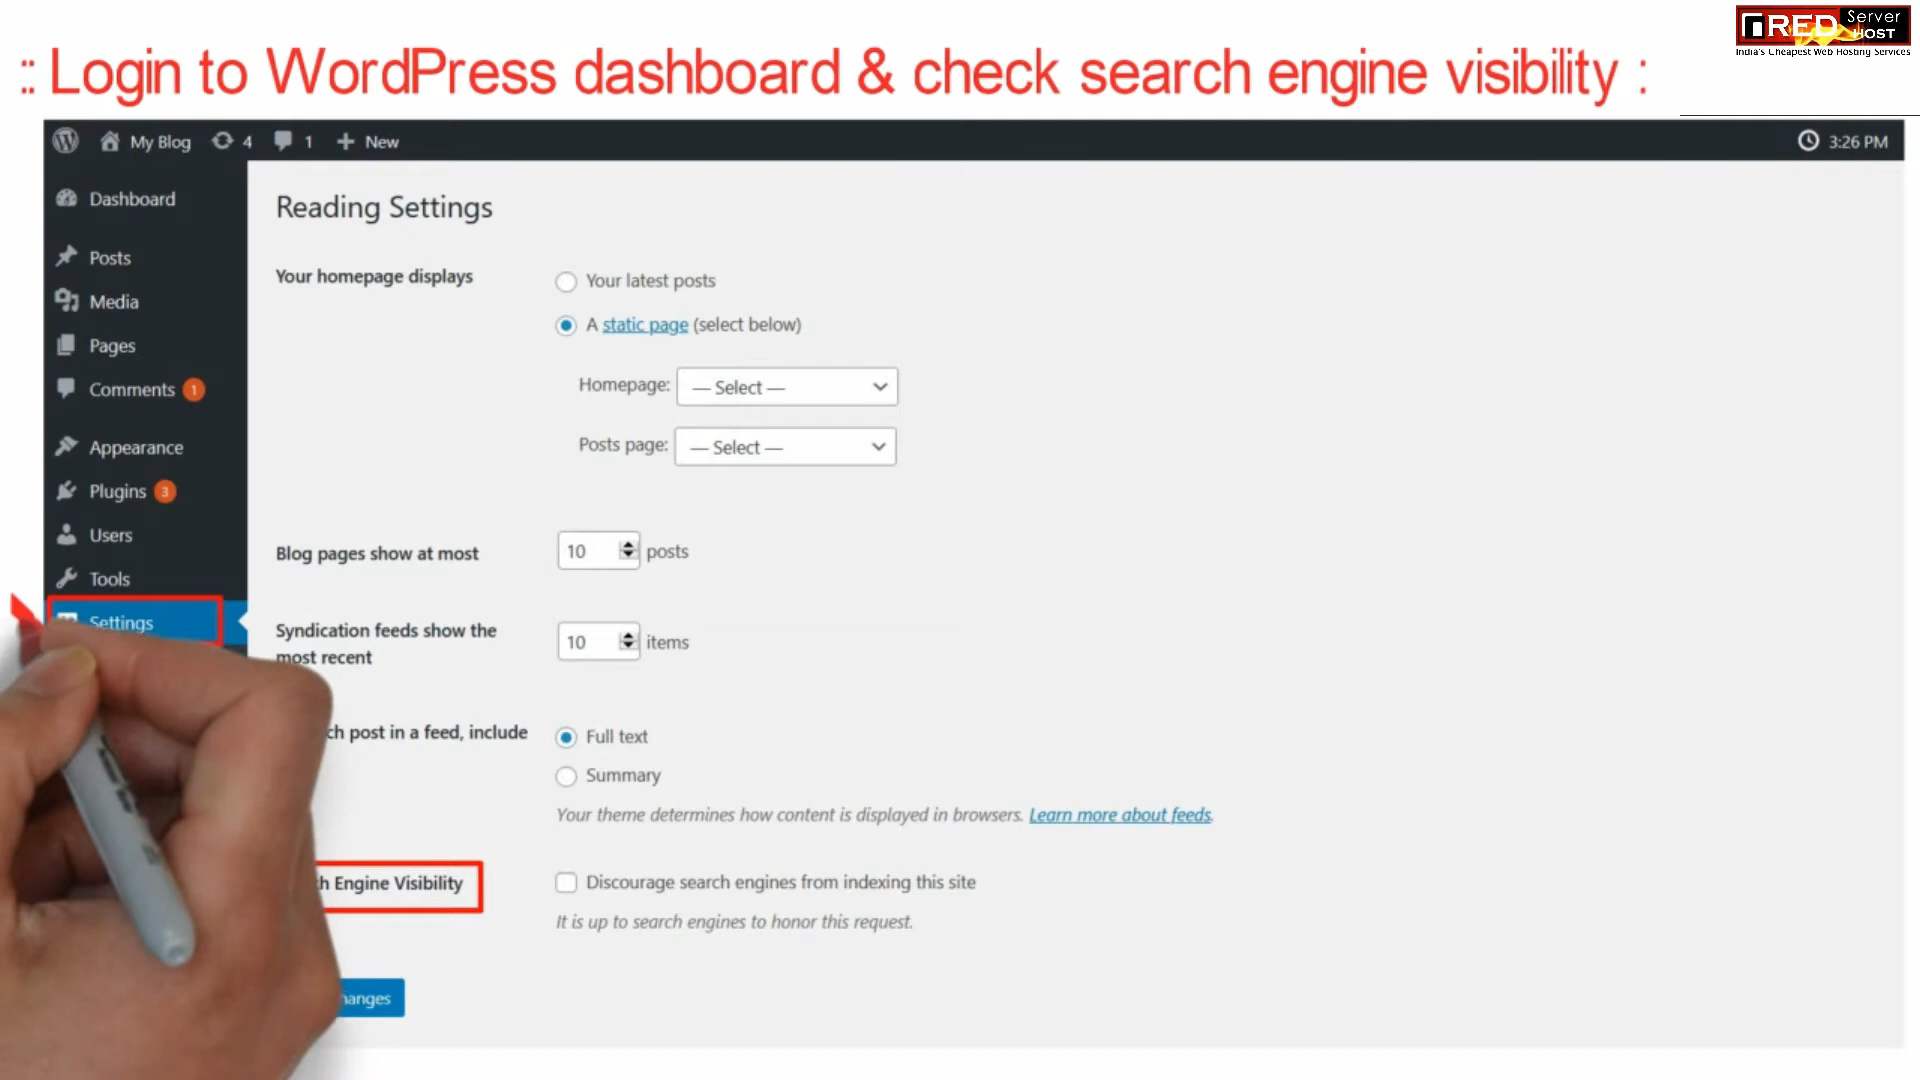 RED Server
HOST
India's Cheapest Web Hosting Services
:: Login to WordPress dashboard & check search engine visibility :
My Blog 4 1 + New 3:26 PM
Dashboard
Posts
Media
Pages
Comments 1
Appearance
Plugins 3
Users
Tools
Settings
Reading Settings
Your homepage displays
Your latest posts
A static page (select below)
Homepage: — Select —
Posts page: — Select —
Blog pages show at most 10 posts
Syndication feeds show the most recent 10 items
ch post in a feed, include
Full text
Summary
Your theme determines how content is displayed in browsers. Learn more about feeds.
h Engine Visibility
Discourage search engines from indexing this site
It is up to search engines to honor this request.
hanges